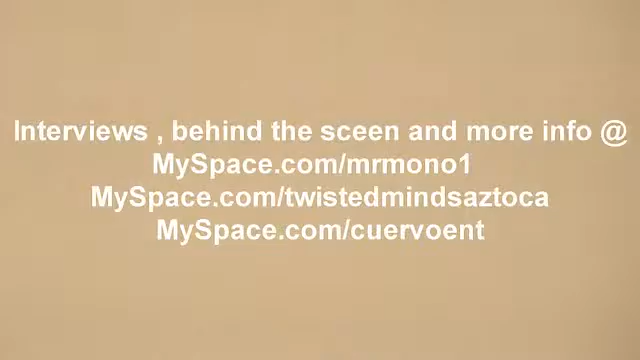 Interviews , behind the sceen and more info @
MySpace.com/mrmono1
MySpace.com/twistedmindsaztoca
MySpace.com/cuervoent